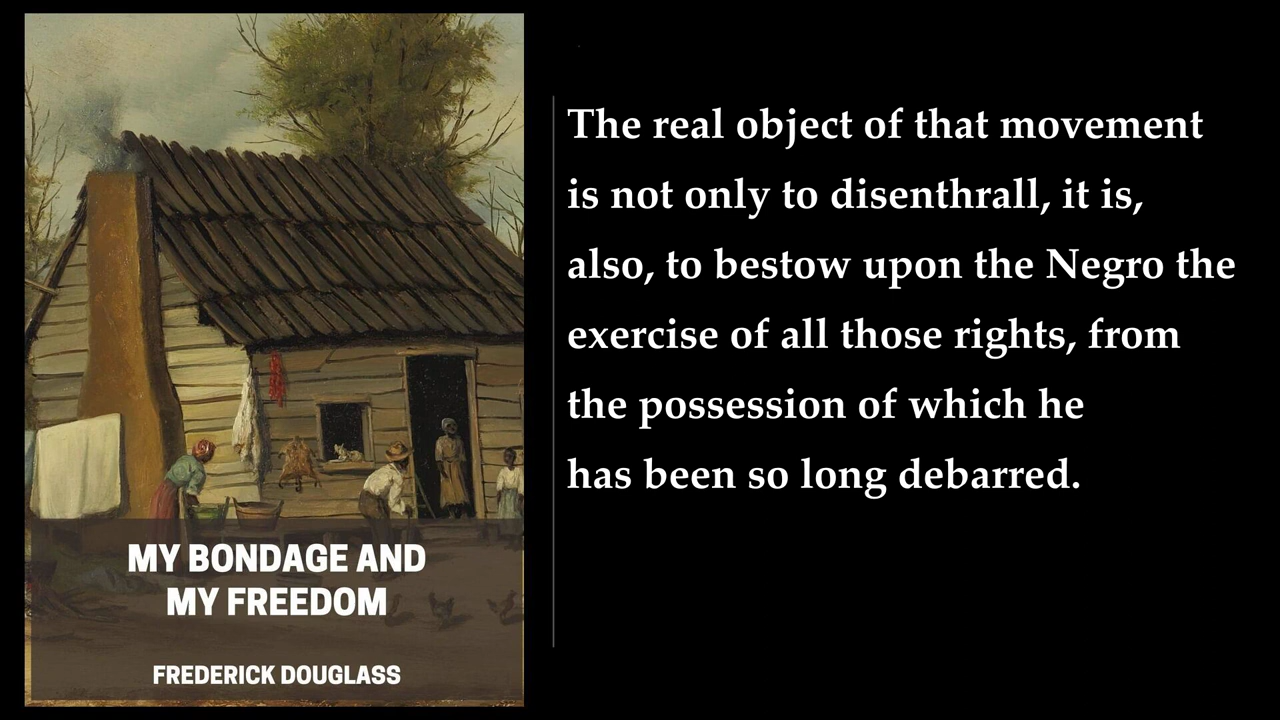 MY BONDAGE AND
MY FREEDOM
FREDERICK DOUGLASS
The real object of that movement
is not only to disenthrall, it is,
also, to bestow upon the Negro the
exercise of all those rights, from
the possession of which he
has been so long debarred.